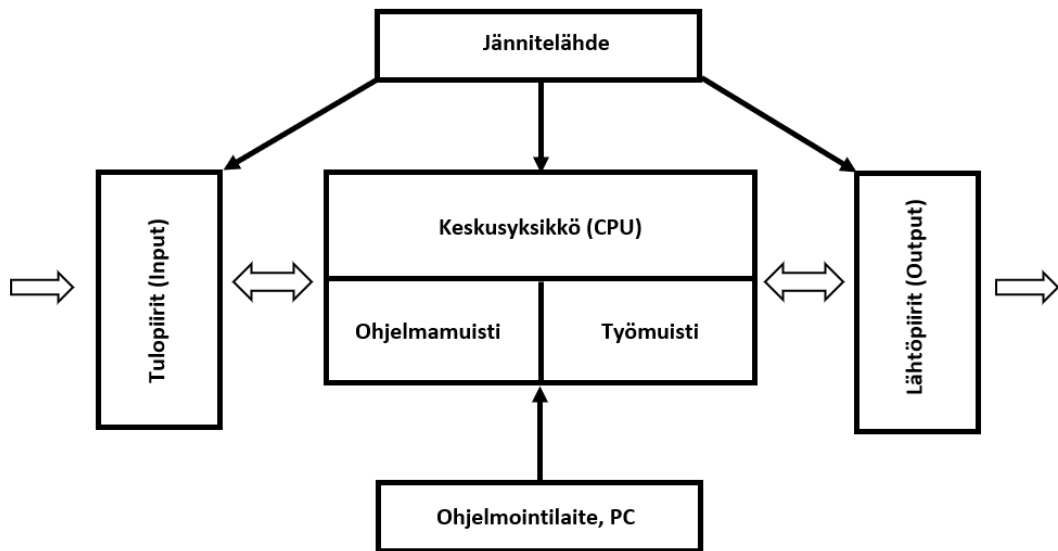 Jännitelähde
Tulopiirit (Input)
Keskusyksikkö (CPU)
Ohjelmamuisti
Työmuisti
Lähtöpiirit (Output)
Ohjelmointilaite, PC